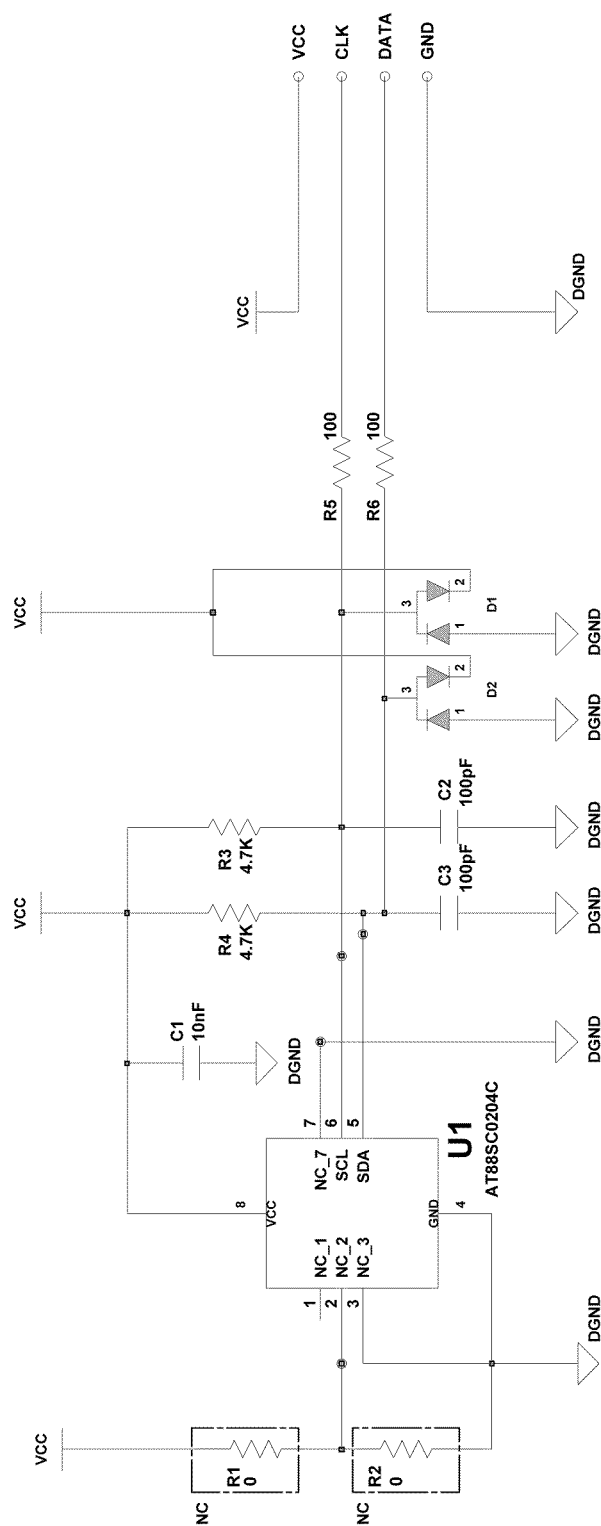 VCC
CLK
DATA
GND
VCC
DGND
R5
100
R6
100
VCC
3
2
1
D1
DGND
3
2
1
D2
DGND
R3
4.7K
C2
100pF
DGND
VCC
R4
4.7K
C3
100pF
DGND
C1
10nF
DGND
DGND
8
VCC
7
NC_7
6
SCL
5
SDA
U1
AT88SC0204C
4
GND
1
NC_1
2
NC_2
3
NC_3
DGND
VCC
R1
0
NC
R2
0
NC